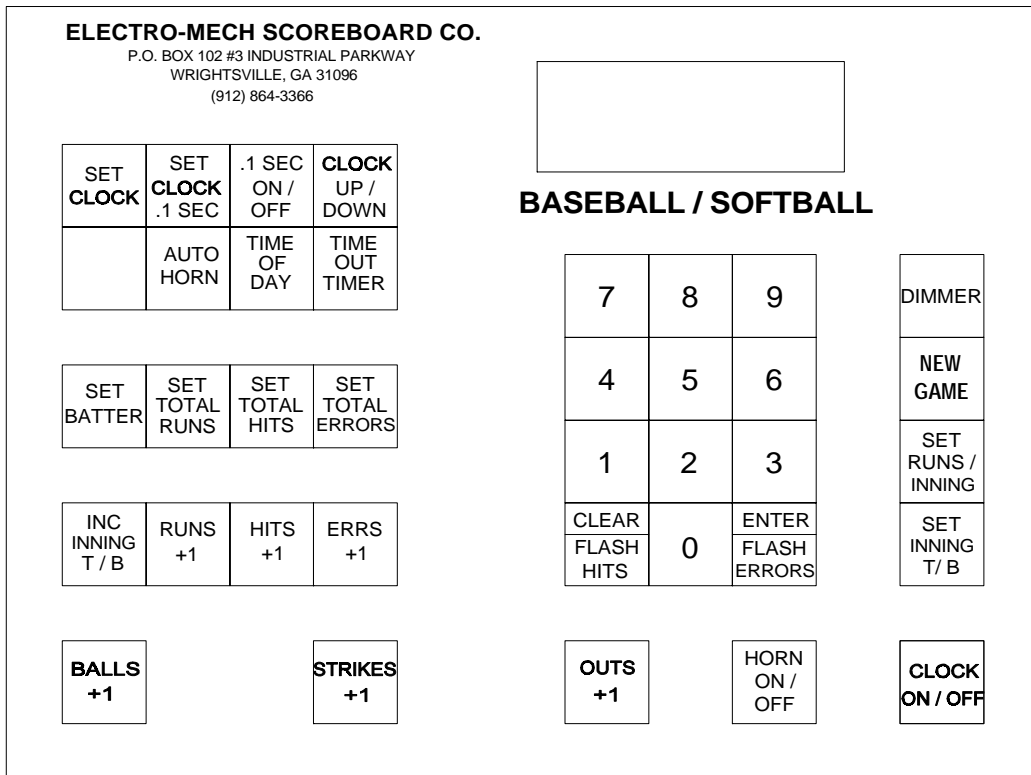 ELECTRO-MECH SCOREBOARD CO.
P.O. BOX 102 #3 INDUSTRIAL PARKWAY
WRIGHTSVILLE, GA 31096
(912) 864-3366
SET
CLOCK
SET
CLOCK
.1 SEC
.1 SEC
ON /
OFF
CLOCK
UP /
DOWN
AUTO
HORN
TIME
OF
DAY
TIME
OUT
TIMER
SET
BATTER
SET
TOTAL
RUNS
SET
TOTAL
HITS
SET
TOTAL
ERRORS
INC
INNING
T / B
RUNS
+1
HITS
+1
ERRS
+1
BALLS
+1
STRIKES
+1
BASEBALL / SOFTBALL
7
8
9
4
5
6
1
2
3
CLEAR
FLASH
HITS
0
ENTER
FLASH
ERRORS
DIMMER
NEW
GAME
SET
RUNS /
INNING
SET
INNING
T/ B
OUTS
+1
HORN
ON /
OFF
CLOCK
ON / OFF